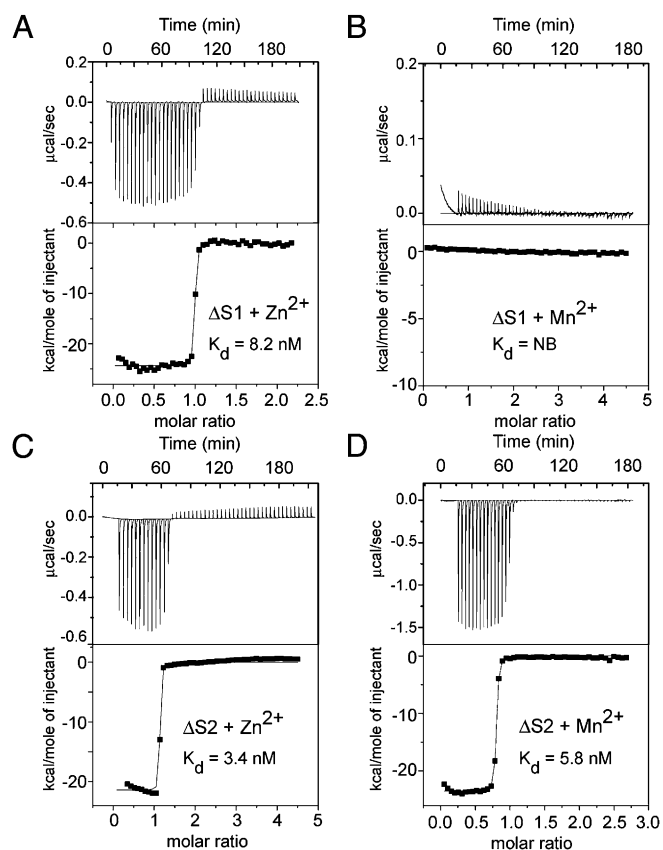 A
Time (min)
0 60 120 180
0.2
0.0
-0.2
-0.4
-0.6
µcal/sec
0
-10
-20
kcal/mole of injectant
ΔS1 + Zn2+
Kd = 8.2 nM
0.0 0.5 1.0 1.5 2.0 2.5
molar ratio
B
Time (min)
0 60 120 180
0.2
0.1
0.0
µcal/sec
0
-5
-10
kcal/mole of injectant
ΔS1 + Mn2+
Kd = NB
0 1 2 3 4 5
molar ratio
C
Time (min)
0 60 120 180
0.0
-0.2
-0.4
-0.6
µcal/sec
0
-10
-20
kcal/mole of injectant
ΔS2 + Zn2+
Kd = 3.4 nM
0 1 2 3 4 5
molar ratio
D
Time (min)
0 60 120 180
0.0
-0.5
-1.0
-1.5
µcal/sec
0
-10
-20
kcal/mole of injectant
ΔS2 + Mn2+
Kd = 5.8 nM
0.0 0.5 1.0 1.5 2.0 2.5 3.0
molar ratio